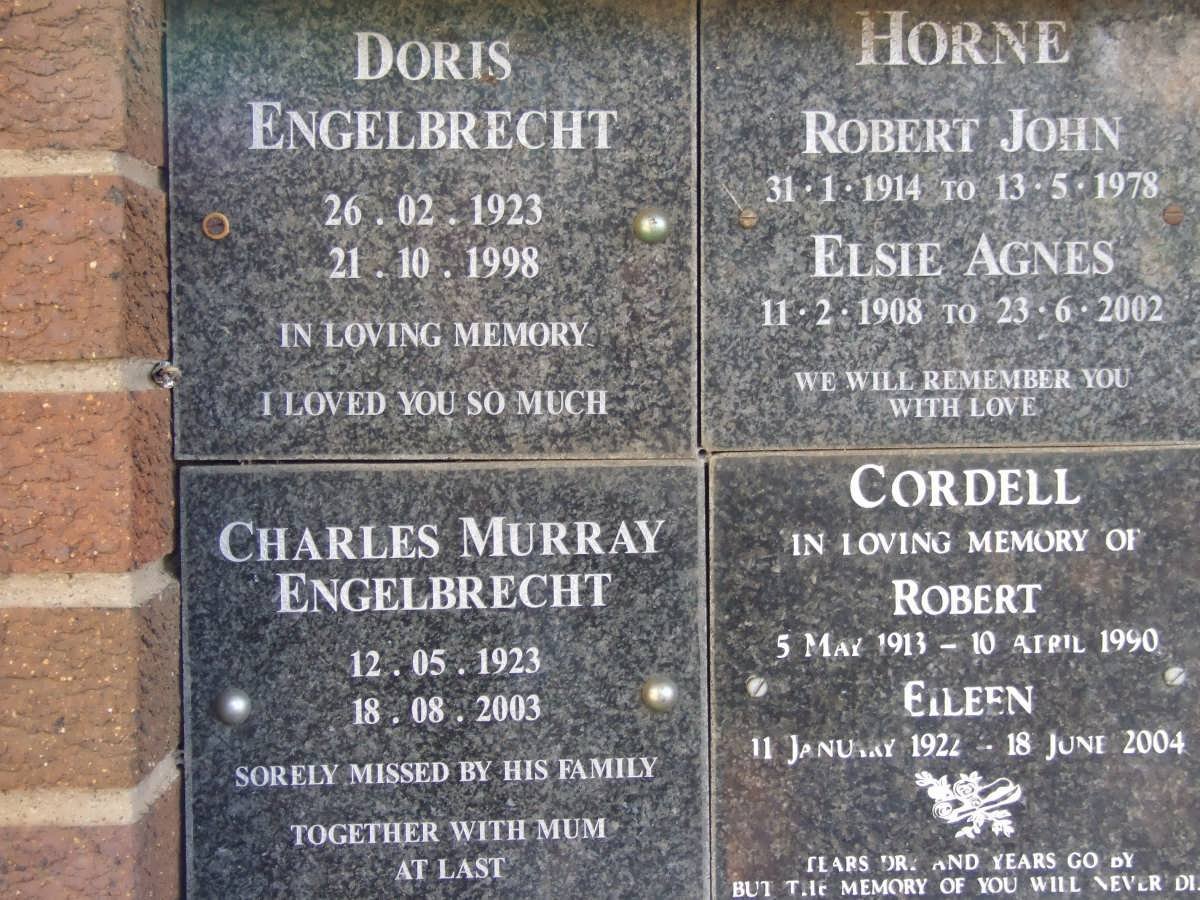 DORIS
ENGELBRECHT
26 . 02 . 1923
21 . 10 . 1998
IN LOVING MEMORY
I LOVED YOU SO MUCH
HORNE
ROBERT JOHN
31 · 1 · 1914 TO 13 · 5 · 1978
ELSIE AGNES
11 · 2 · 1908 TO 23 · 6 · 2002
WE WILL REMEMBER YOU
WITH LOVE
CHARLES MURRAY
ENGELBRECHT
12 . 05 . 1923
18 . 08 . 2003
SORELY MISSED BY HIS FAMILY
TOGETHER WITH MUM
AT LAST
CORDELL
IN LOVING MEMORY OF
ROBERT
5 MAY 1913 – 10 APRIL 1990
EILEEN
11 JANUARY 1922 – 18 JUNE 2004
TEARS DRY AND YEARS GO BY
BUT THE MEMORY OF YOU WILL NEVER